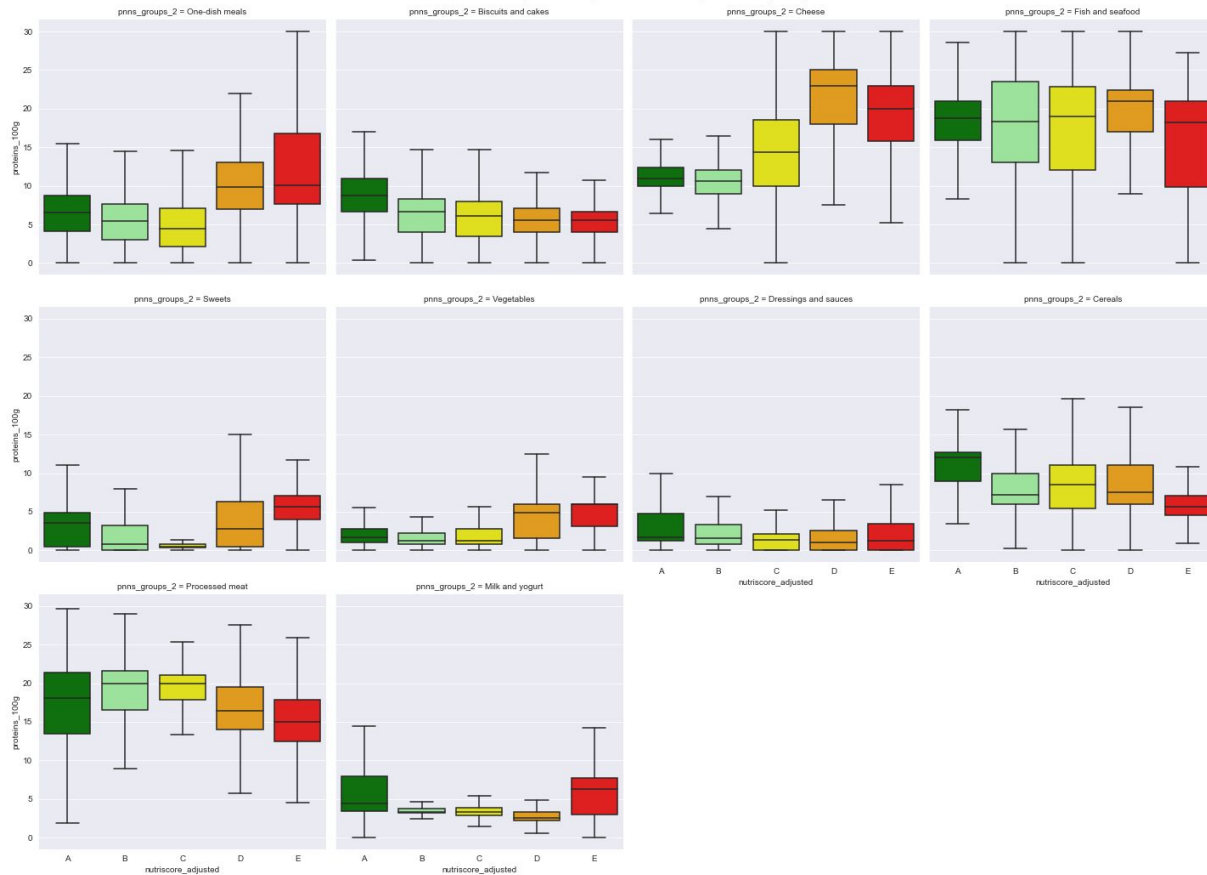 pnns_groups_2 = One-dish meals
pnns_groups_2 = Biscuits and cakes
pnns_groups_2 = Cheese
pnns_groups_2 = Fish and seafood
30
25
20
15
10
5
0
proteins_100g
pnns_groups_2 = Sweets
pnns_groups_2 = Vegetables
pnns_groups_2 = Dressings and sauces
pnns_groups_2 = Cereals
30
25
20
15
10
5
0
proteins_100g
A B C D E
nutriscore_adjusted
A B C D E
nutriscore_adjusted
pnns_groups_2 = Processed meat
pnns_groups_2 = Milk and yogurt
30
25
20
15
10
5
0
proteins_100g
A B C D E
nutriscore_adjusted
A B C D E
nutriscore_adjusted